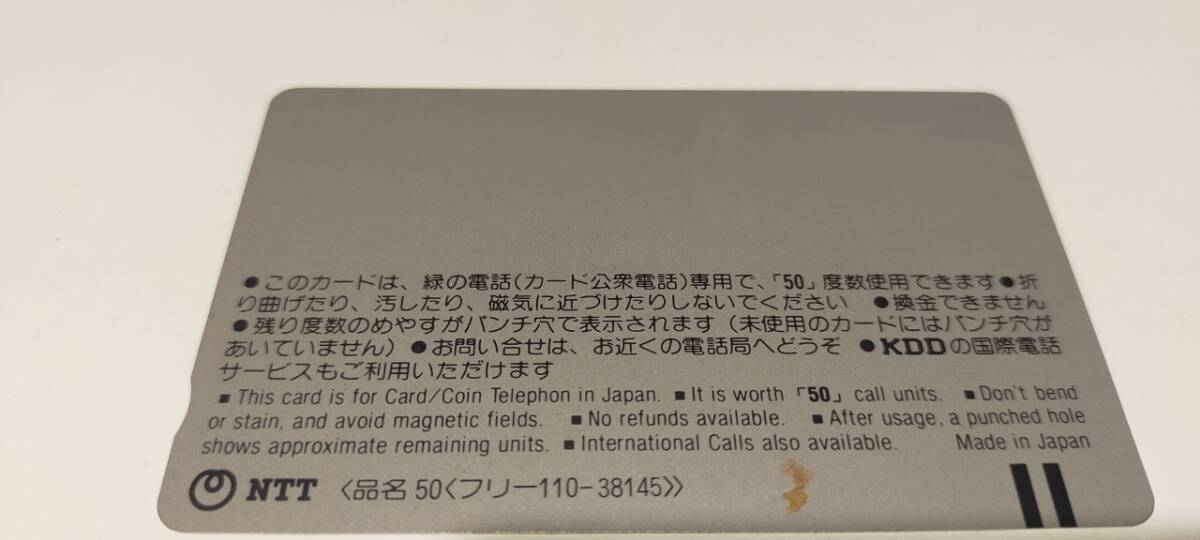 ●このカードは、緑の電話(カード公衆電話)専用で、「50」度数使用できます●折
り曲げたり、汚したり、磁気に近づけたりしないでください ●換金できません
●残り度数のめやすがパンチ穴で表示されます(未使用のカードにはパンチ穴が
あいていません)●お問い合せは、お近くの電話局へどうぞ ●KDDの国際電話
サービスもご利用いただけます
■ This card is for Card/Coin Telephon in Japan. ■ It is worth 「50」 call units. ■ Don't bend
or stain, and avoid magnetic fields. ■ No refunds available. ■ After usage, a punched hole
shows approximate remaining units. ■ International Calls also available. Made in Japan
NTT 〈品名 50〈フリー110-38145〉〉